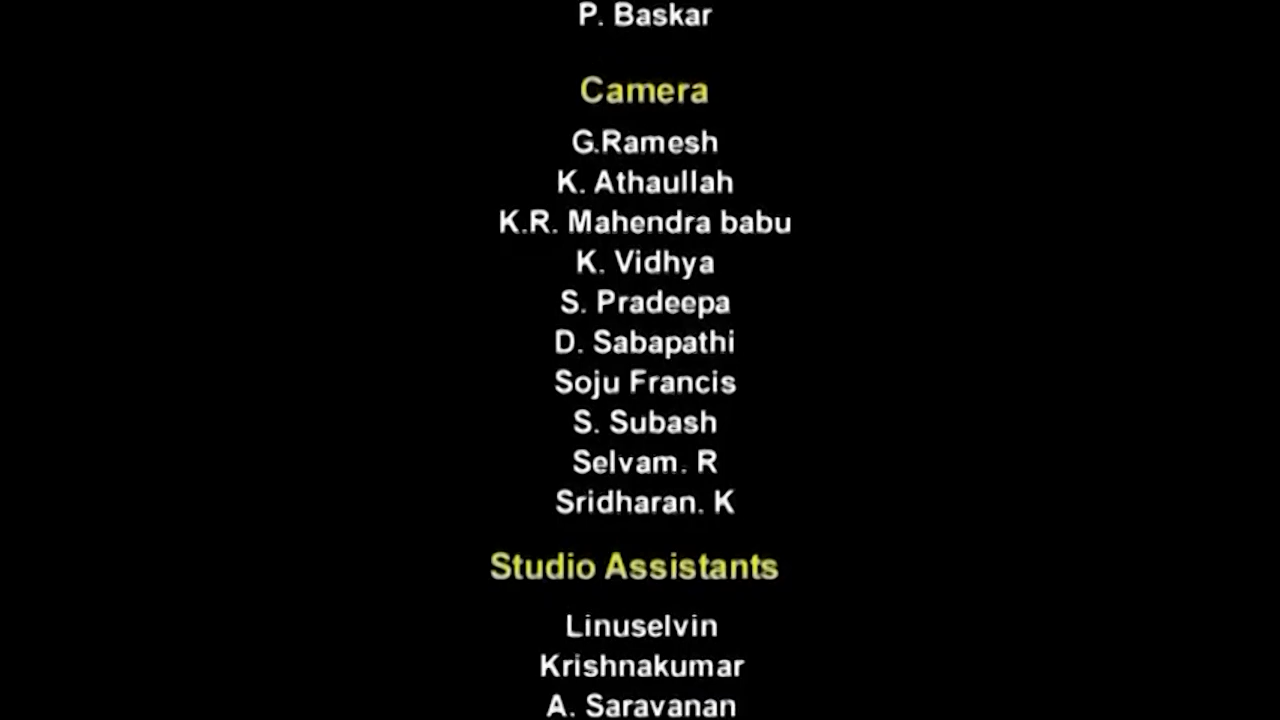 P. Baskar
Camera
G.Ramesh
K. Athaullah
K.R. Mahendra babu
K. Vidhya
S. Pradeepa
D. Sabapathi
Soju Francis
S. Subash
Selvam. R
Sridharan. K
Studio Assistants
Linuselvin
Krishnakumar
A. Saravanan